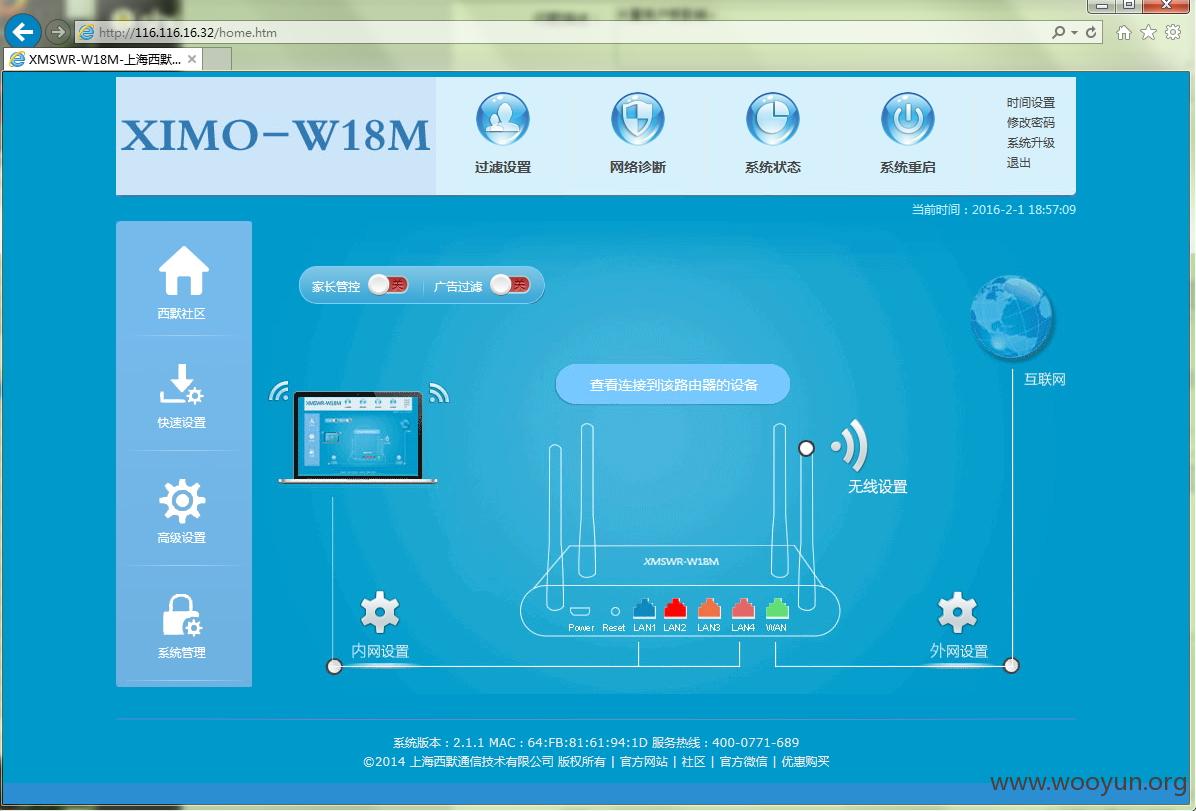 http://116.116.16.32/home.htm
XMSWR-W18M-上海西默...
XIMO-W18M
过滤设置
网络诊断
系统状态
系统重启
时间设置
修改密码
系统升级
退出
当前时间：2016-2-1 18:57:09
西默社区
快速设置
高级设置
系统管理
家长管控 关 广告过滤 关
互联网
查看连接到该路由器的设备
无线设置
XMSWR-W18M
Power Reset LAN1 LAN2 LAN3 LAN4 WAN
内网设置
外网设置
系统版本：2.1.1 MAC：64:FB:81:61:94:1D 服务热线：400-0771-689
©2014 上海西默通信技术有限公司 版权所有 | 官方网站 | 社区 | 官方微信 | 优惠购买
www.wooyun.org